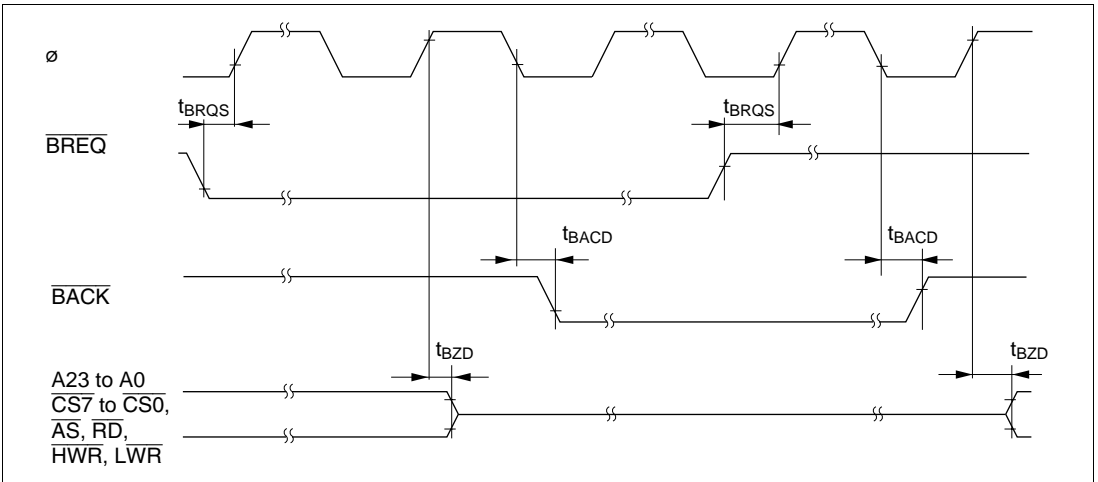 ø
tBRQS tBRQS
BREQ
tBACD tBACD
BACK
tBZD tBZD
A23 to A0
CS7 to CS0,
AS, RD,
HWR, LWR